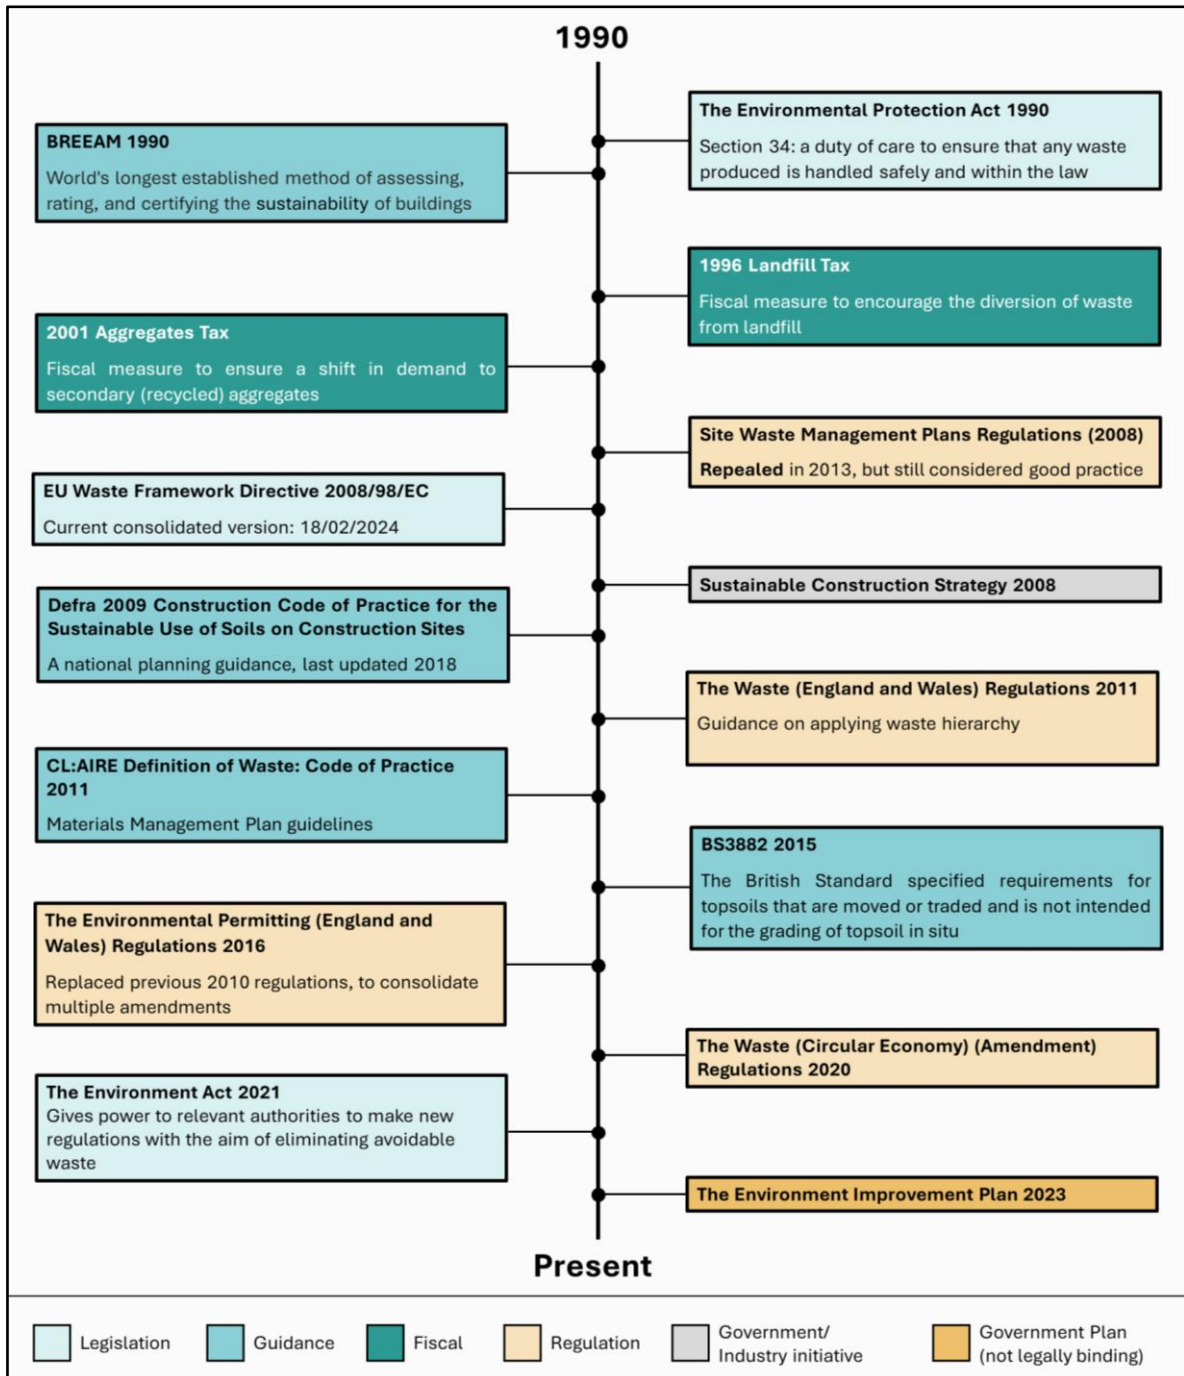 1990
The Environmental Protection Act 1990
Section 34: a duty of care to ensure that any waste
produced is handled safely and within the law
BREEAM 1990
World's longest established method of assessing,
rating, and certifying the sustainability of buildings
1996 Landfill Tax
Fiscal measure to encourage the diversion of waste
from landfill
2001 Aggregates Tax
Fiscal measure to ensure a shift in demand to
secondary (recycled) aggregates
Site Waste Management Plans Regulations (2008)
Repealed in 2013, but still considered good practice
EU Waste Framework Directive 2008/98/EC
Current consolidated version: 18/02/2024
Sustainable Construction Strategy 2008
Defra 2009 Construction Code of Practice for the
Sustainable Use of Soils on Construction Sites
A national planning guidance, last updated 2018
The Waste (England and Wales) Regulations 2011
Guidance on applying waste hierarchy
CL:AIRE Definition of Waste: Code of Practice
2011
Materials Management Plan guidelines
BS3882 2015
The British Standard specified requirements for
topsoils that are moved or traded and is not intended
for the grading of topsoil in situ
The Environmental Permitting (England and
Wales) Regulations 2016
Replaced previous 2010 regulations, to consolidate
multiple amendments
The Waste (Circular Economy) (Amendment)
Regulations 2020
The Environment Act 2021
Gives power to relevant authorities to make new
regulations with the aim of eliminating avoidable
waste
The Environment Improvement Plan 2023
Present
Legislation
Guidance
Fiscal
Regulation
Government/
Industry initiative
Government Plan
(not legally binding)